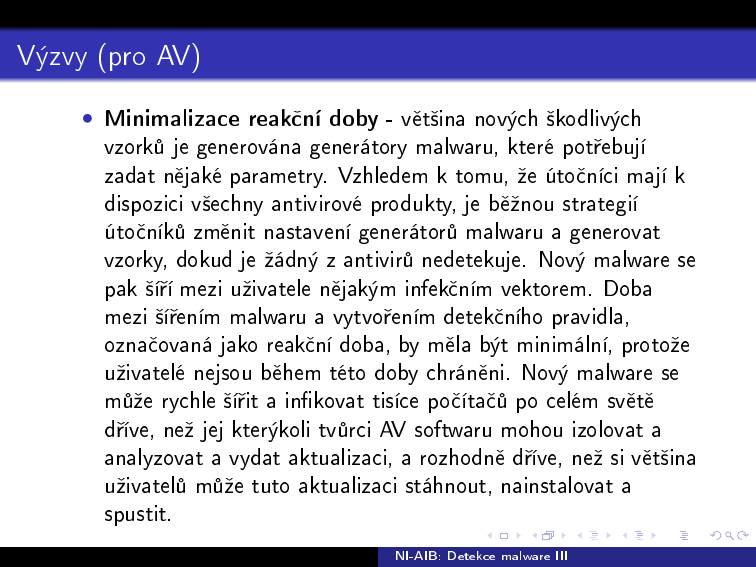 Výzvy (pro AV)
• Minimalizace reakční doby - většina nových škodlivých
vzorků je generována generátory malwaru, které potřebují
zadat nějaké parametry. Vzhledem k tomu, že útočníci mají k
dispozici všechny antivirové produkty, je běžnou strategií
útočníků změnit nastavení generátorů malwaru a generovat
vzorky, dokud je žádný z antivirů nedetekuje. Nový malware se
pak šíří mezi uživatele nějakým infekčním vektorem. Doba
mezi šířením malwaru a vytvořením detekčního pravidla,
označovaná jako reakční doba, by měla být minimální, protože
uživatelé nejsou během této doby chráněni. Nový malware se
může rychle šířit a infikovat tisíce počítačů po celém světě
dříve, než jej kterýkoli tvůrci AV softwaru mohou izolovat a
analyzovat a vydat aktualizaci, a rozhodně dříve, než si většina
uživatelů může tuto aktualizaci stáhnout, nainstalovat a
spustit.
NI-AIB: Detekce malware III